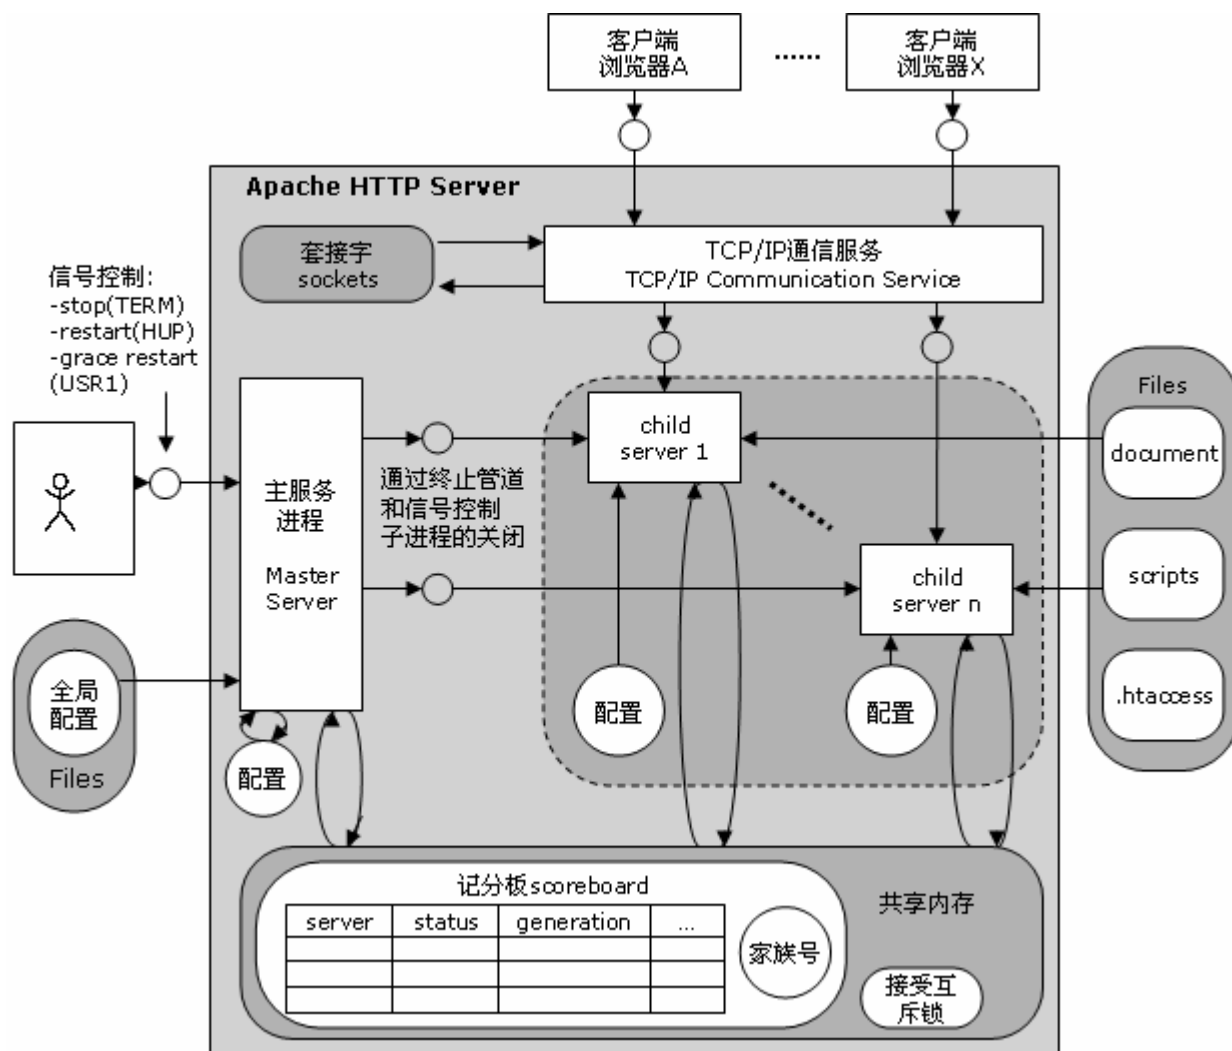 客户端
浏览器A
......
客户端
浏览器X
Apache HTTP Server
套接字
sockets
TCP/IP通信服务
TCP/IP Communication Service
信号控制:
-stop(TERM)
-restart(HUP)
-grace restart
(USR1)
主服务
进程
Master
Server
通过终止管道
和信号控制
子进程的关闭
child
server 1
child
server n
Files
document
scripts
.htaccess
全局
配置
Files
配置
配置
配置
记分板scoreboard
server status generation ...
家族号
共享内存
接受互
斥锁